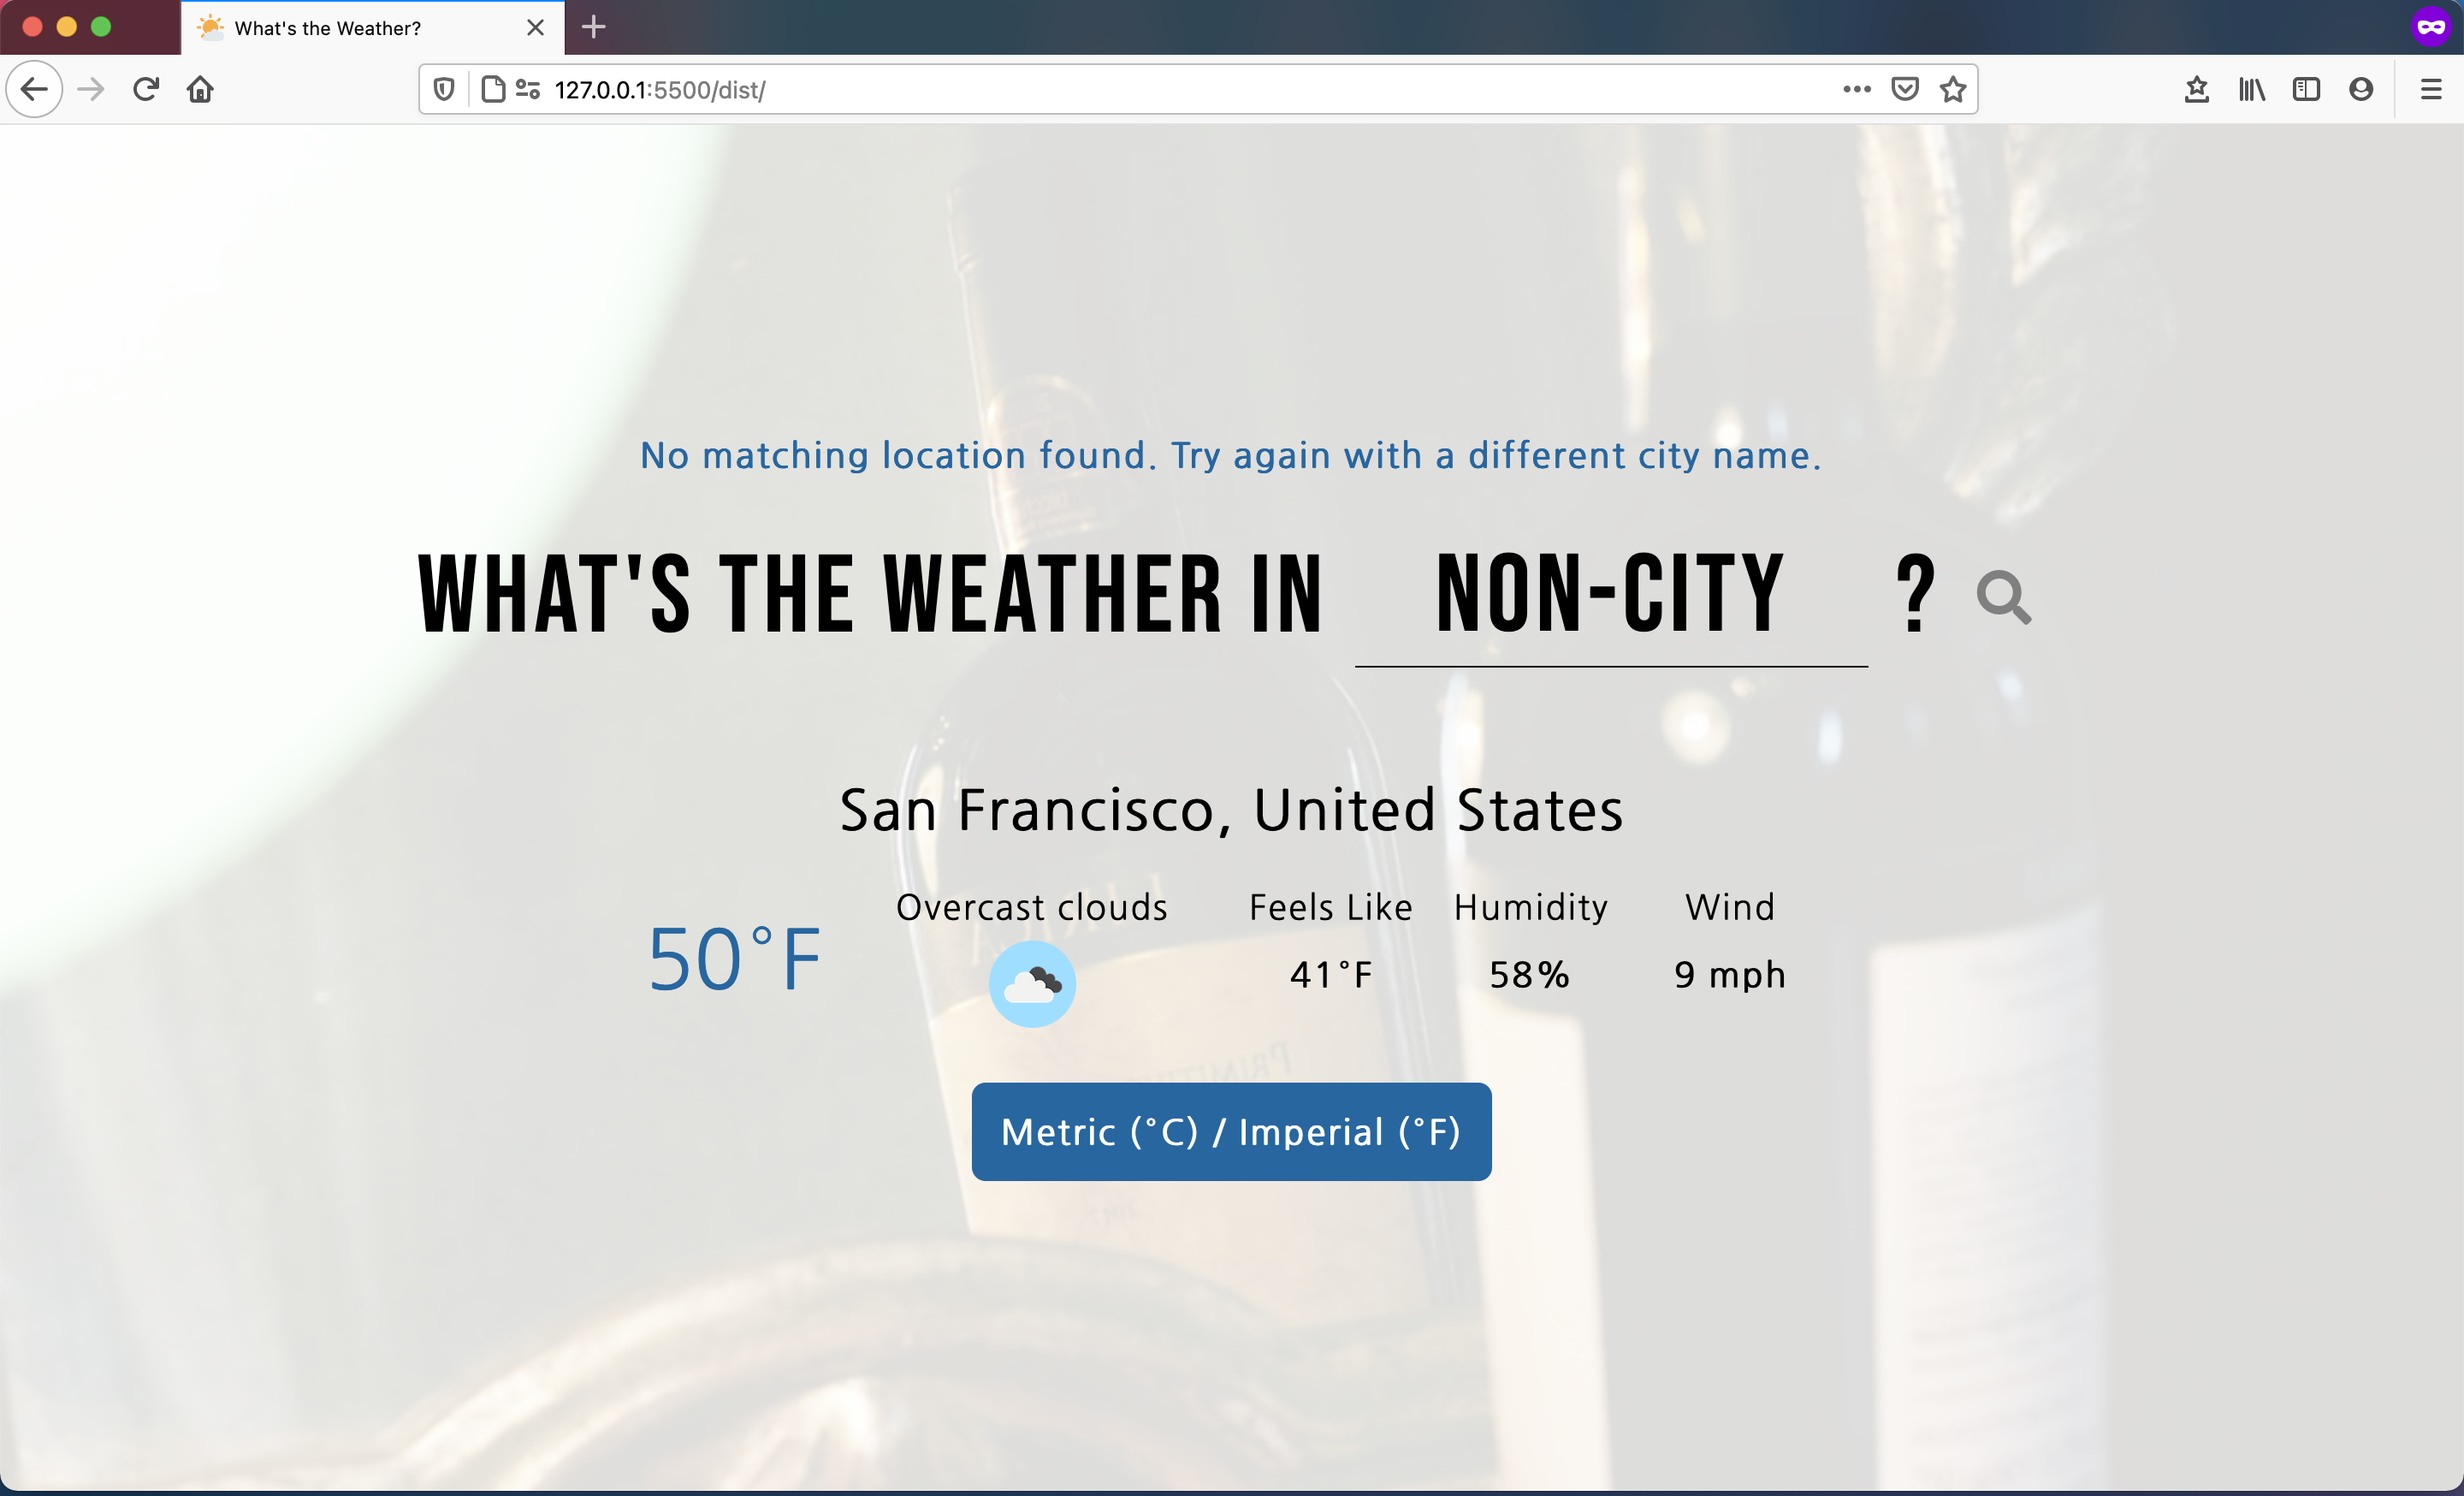 What's the Weather?
127.0.0.1:5500/dist/
No matching location found. Try again with a different city name.
WHAT'S THE WEATHER IN NON-CITY ?
San Francisco, United States
50°F
Overcast clouds Feels Like Humidity Wind
41°F 58% 9 mph
Metric (°C) / Imperial (°F)